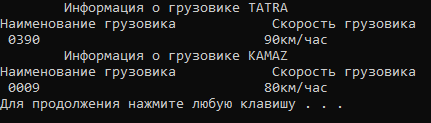 Информация о грузовике TATRA
Наименование грузовика Скорость грузовика
0390 90км/час
Информация о грузовике KAMAZ
Наименование грузовика Скорость грузовика
0009 80км/час
Для продолжения нажмите любую клавишу . . .